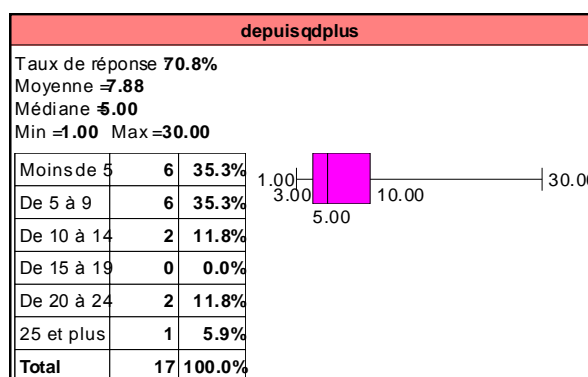 depuisqdplus
Taux de réponse : 70.8%
Moyenne = 7.88
Médiane = 5.00
Min = 1.00 Max = 30.00
Moins de 5 6 35.3%
De 5 à 9 6 35.3%
De 10 à 14 2 11.8%
De 15 à 19 0 0.0%
De 20 à 24 2 11.8%
25 et plus 1 5.9%
Total 17 100.0%
1.00 30.00
3.00 10.00
5.00